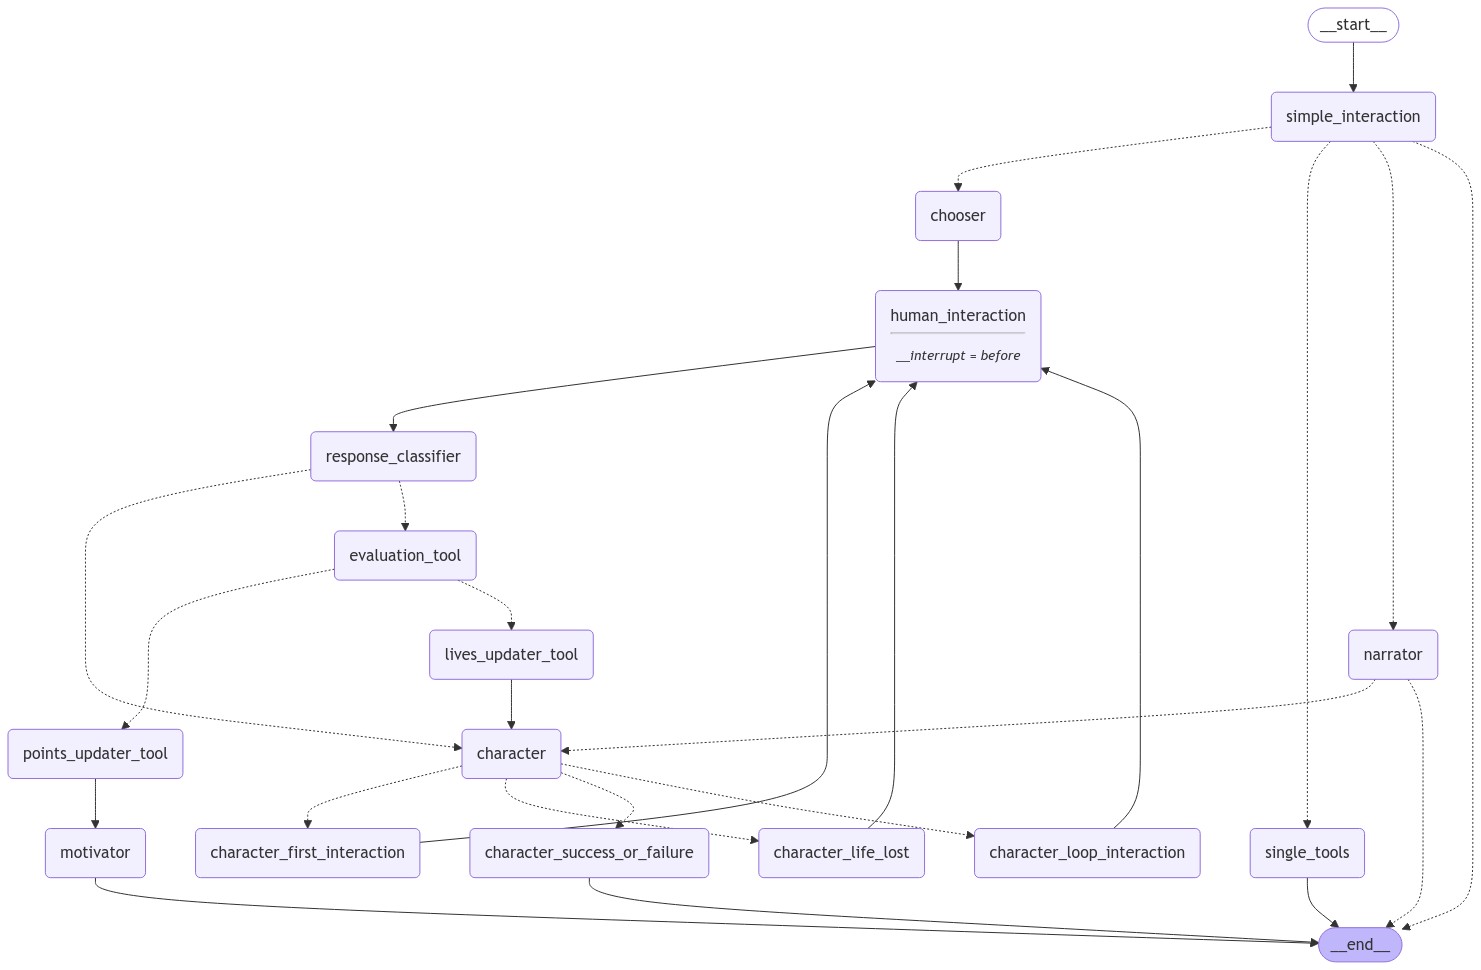 __start__
simple_interaction
chooser
human_interaction
__interrupt = before
response_classifier
evaluation_tool
lives_updater_tool
narrator
points_updater_tool
character
motivator
character_first_interaction
character_success_or_failure
character_life_lost
character_loop_interaction
single_tools
__end__